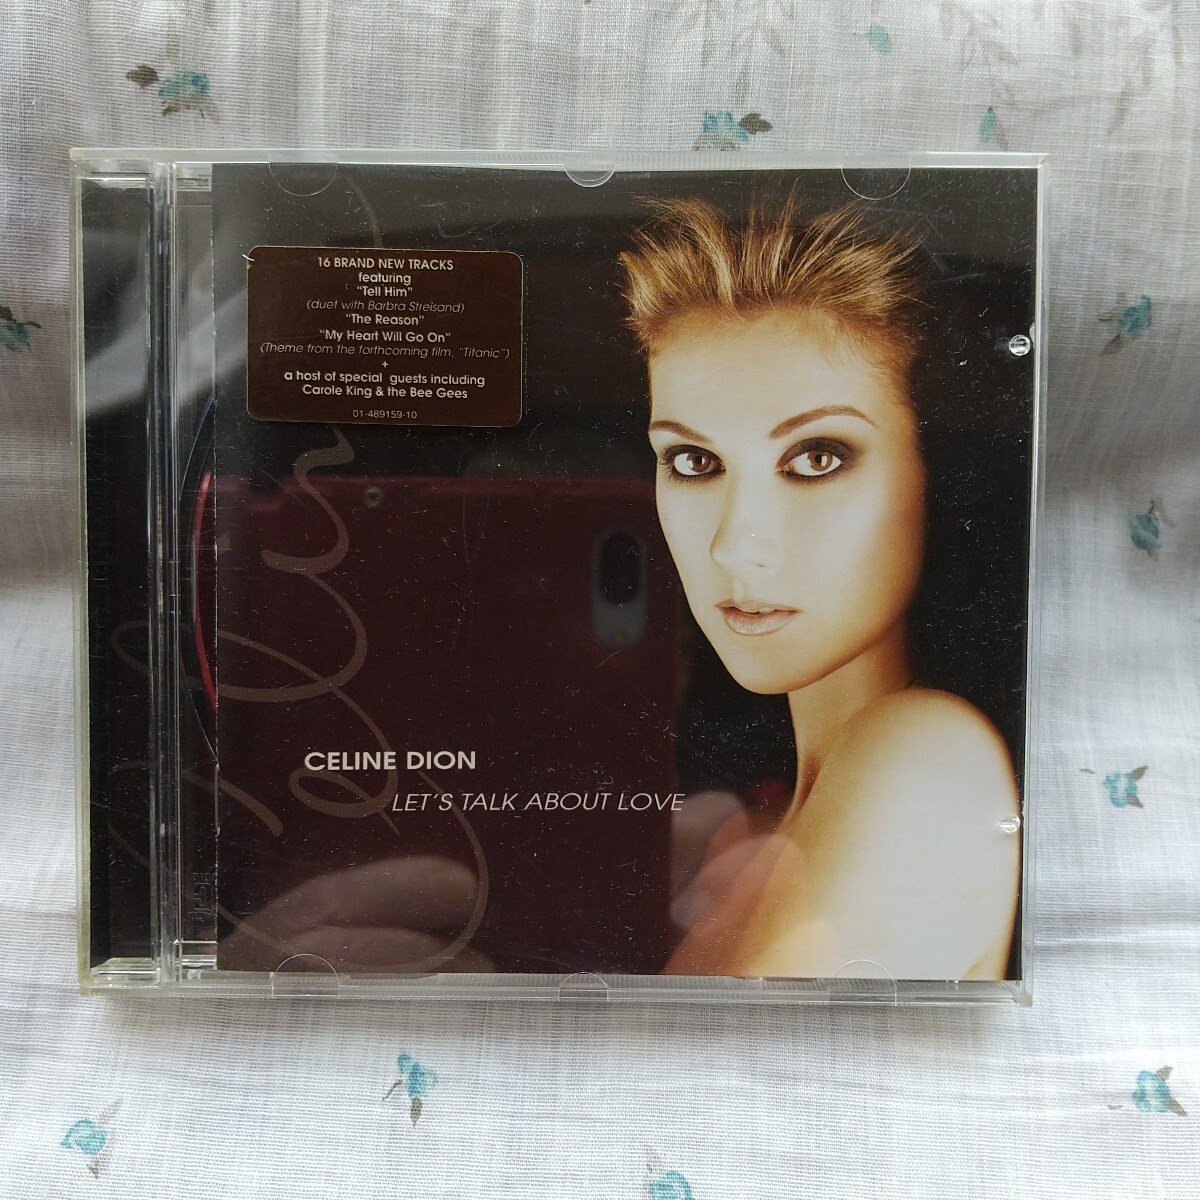 16 BRAND NEW TRACKS
featuring
"Tell Him"
(duet with Barbra Streisand)
"The Reason"
"My Heart Will Go On"
(Theme from the forthcoming film, "Titanic")
+
a host of special guests including
Carole King & the Bee Gees
01-489159-10
Celin
CELINE DION
LET'S TALK ABOUT LOVE